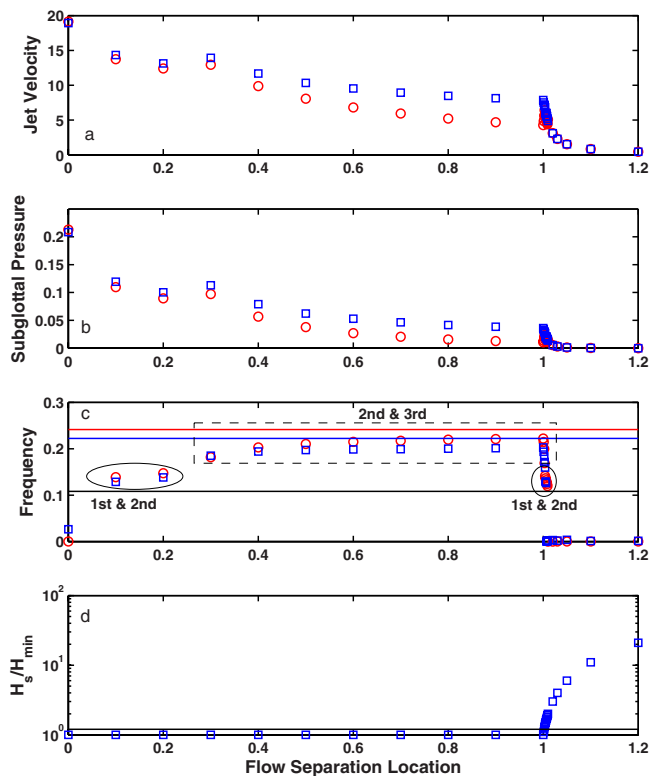 20
15
10
5
0
Jet Velocity
a
0 0.2 0.4 0.6 0.8 1 1.2
0.2
0.15
0.1
0.05
0
Subglottal Pressure
b
0 0.2 0.4 0.6 0.8 1 1.2
0.3
0.2
0.1
0
Frequency
c
2nd & 3rd
1st & 2nd
1st & 2nd
0 0.2 0.4 0.6 0.8 1 1.2
10^2
10^1
10^0
H_s/H_min
d
0 0.2 0.4 0.6 0.8 1 1.2
Flow Separation Location